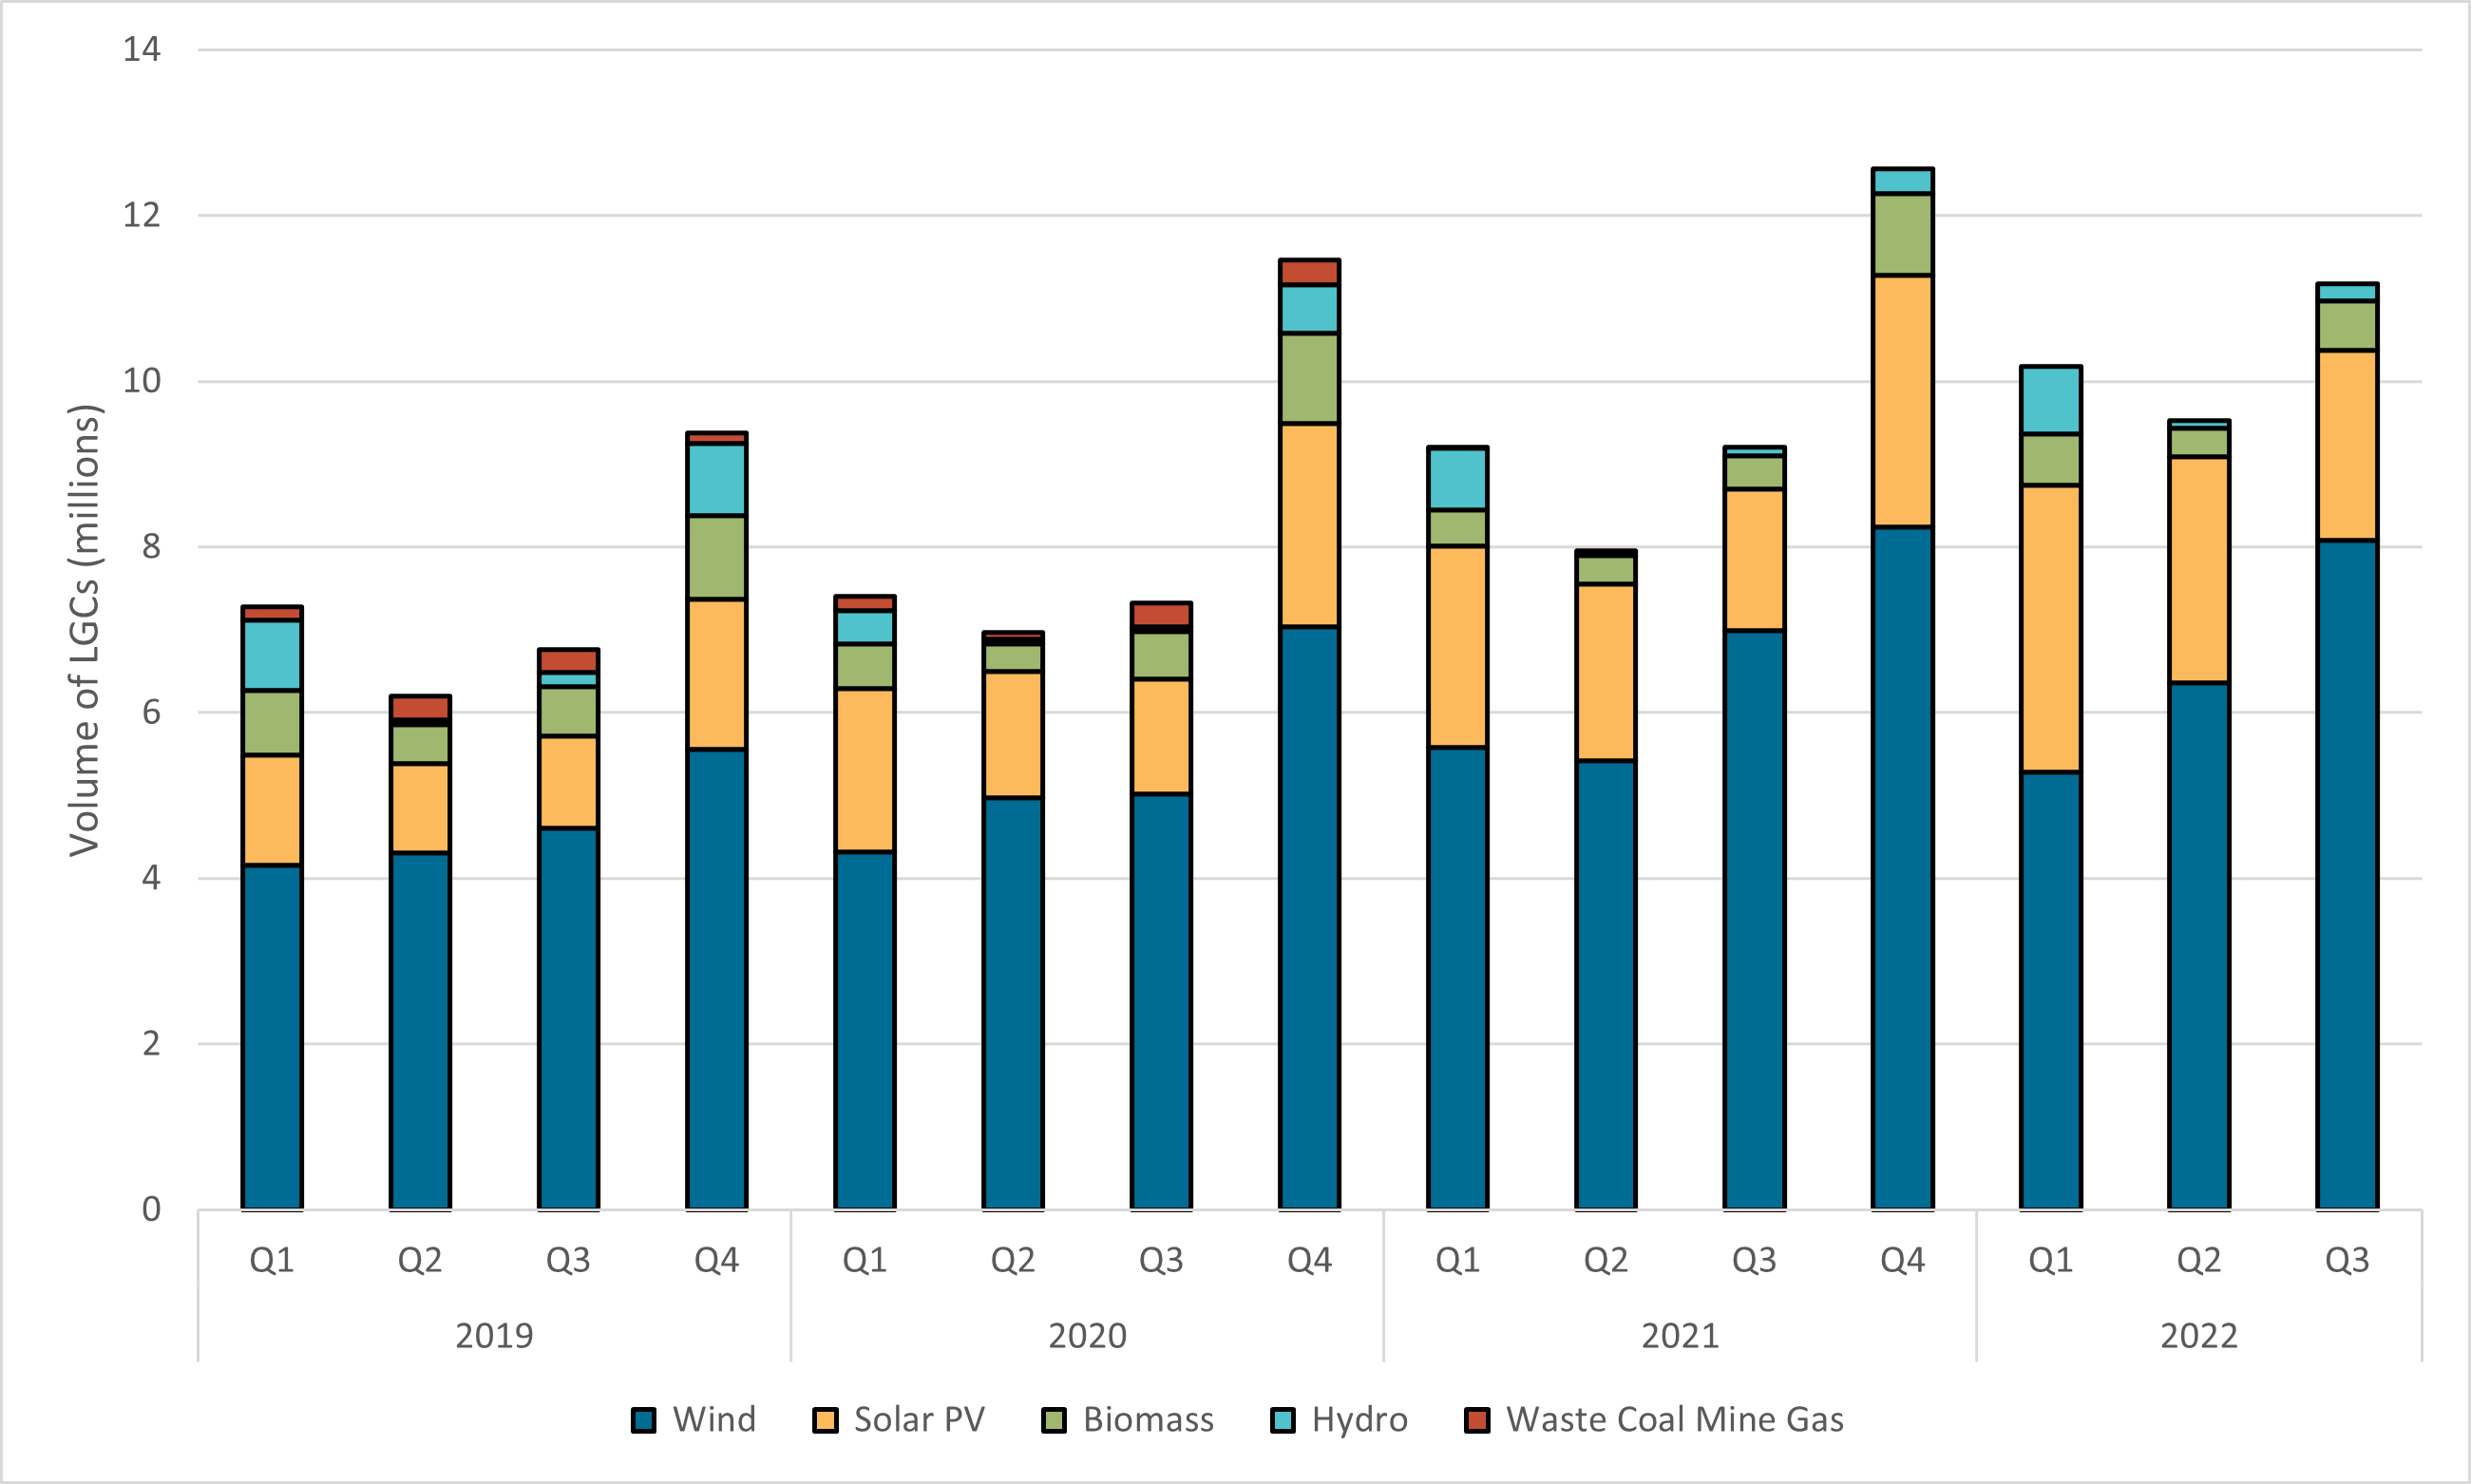 14
12
10
8
6
4
2
0
Volume of LGCs (millions)
Q1 Q2 Q3 Q4 Q1 Q2 Q3 Q4 Q1 Q2 Q3 Q4 Q1 Q2 Q3
2019 2020 2021 2022
Wind Solar PV Biomass Hydro Waste Coal Mine Gas